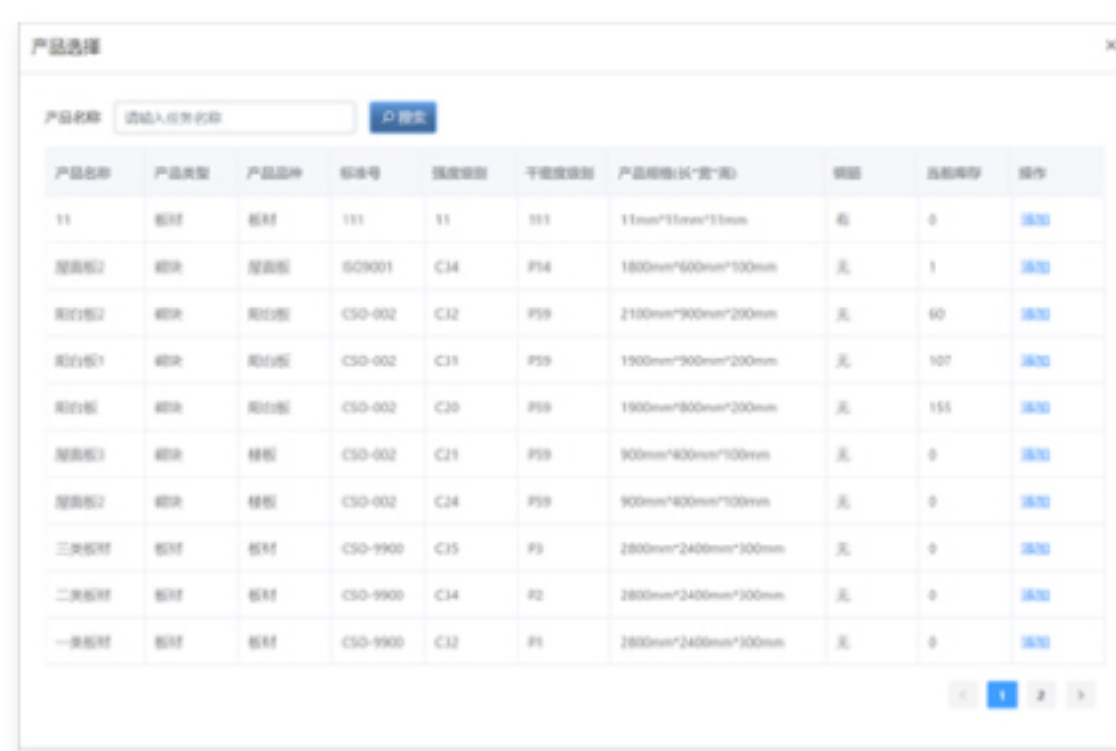 产品选择 ×
产品名称 请输入任务名称 搜索
产品名称 产品类型 产品品种 标准号 强度级别 干密度级别 产品规格(长*宽*高) 钢筋 当前库存 操作
11 板材 板材 111 11 111 11mm*11mm*11mm 有 0 添加
屋面板2 砌块 屋面板 ISO9001 C34 P14 1800mm*600mm*100mm 无 1 添加
阳台板2 砌块 阳台板 CSO-002 C32 P59 2100mm*900mm*200mm 无 60 添加
阳台板1 砌块 阳台板 CSO-002 C31 P59 1900mm*900mm*200mm 无 107 添加
阳台板 砌块 阳台板 CSO-002 C20 P59 1900mm*800mm*200mm 无 155 添加
屋面板3 砌块 楼板 CSO-002 C21 P59 900mm*400mm*100mm 无 0 添加
屋面板2 砌块 楼板 CSO-002 C24 P59 900mm*400mm*100mm 无 0 添加
三类板材 板材 板材 CSO-9900 C35 P3 2800mm*2400mm*300mm 无 0 添加
二类板材 板材 板材 CSO-9900 C34 P2 2800mm*2400mm*300mm 无 0 添加
一类板材 板材 板材 CSO-9900 C32 P1 2800mm*2400mm*300mm 无 0 添加
< 1 2 >